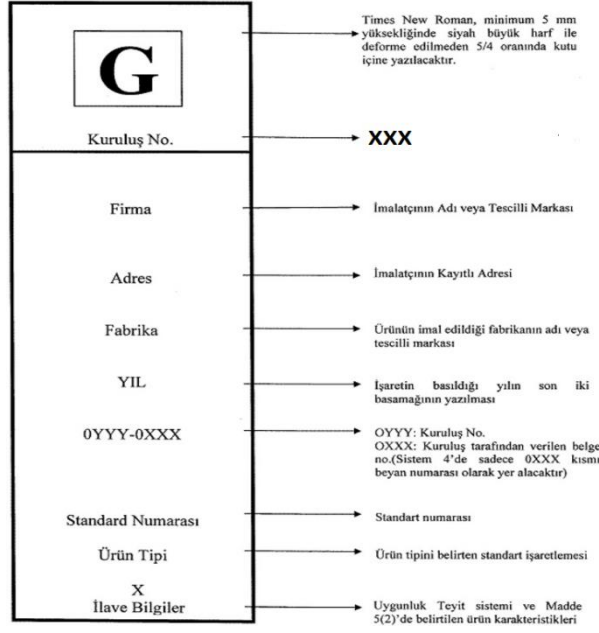 G
Times New Roman, minimum 5 mm
yüksekliğinde siyah büyük harf ile
deforme edilmeden 5/4 oranında kutu
içine yazılacaktır.
Kuruluş No.
XXX
Firma
İmalatçının Adı veya Tescilli Markası
Adres
İmalatçının Kayıtlı Adresi
Fabrika
Ürünün imal edildiği fabrikanın adı veya
tescilli markası
YIL
İşaretin basıldığı yılın son iki
basamağının yazılması
0YYY-0XXX
OYYY: Kuruluş No.
OXXX: Kuruluş tarafından verilen belge
no.(Sistem 4’de sadece 0XXX kısmı
beyan numarası olarak yer alacaktır)
Standard Numarası
Standart numarası
Ürün Tipi
Ürün tipini belirten standart işaretlemesi
X
İlave Bilgiler
Uygunluk Teyit sistemi ve Madde
5(2)’de belirtilen ürün karakteristikleri